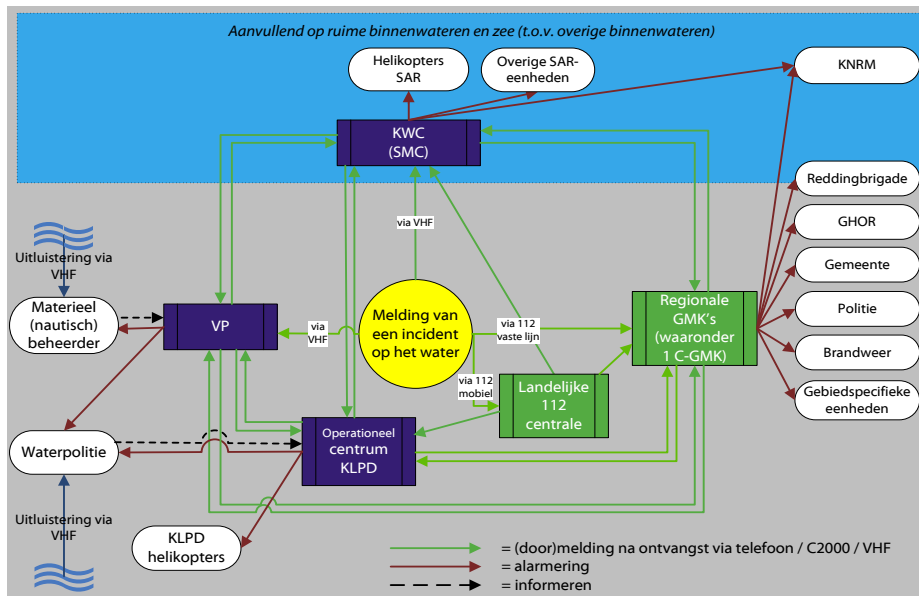 Aanvullend op ruime binnenwateren en zee (t.o.v. overige binnenwateren)
Helikopters
SAR
Overige SAR-
eenheden
KNRM
KWC
(SMC)
Reddingbrigade
via VHF
GHOR
Uitluistering via
VHF
Gemeente
Materieel
(nautisch)
beheerder
VP
via
VHF
Melding van
een incident
op het water
via 112
vaste lijn
Regionale
GMK's
(waaronder
1 C-GMK)
Politie
Brandweer
via 112
mobiel
Landelijke
112
centrale
Gebiedspecifieke
eenheden
Waterpolitie
Operationeel
centrum
KLPD
Uitluistering via
VHF
KLPD
helikopters
= (door)melding na ontvangst via telefoon / C2000 / VHF
= alarmering
= informeren